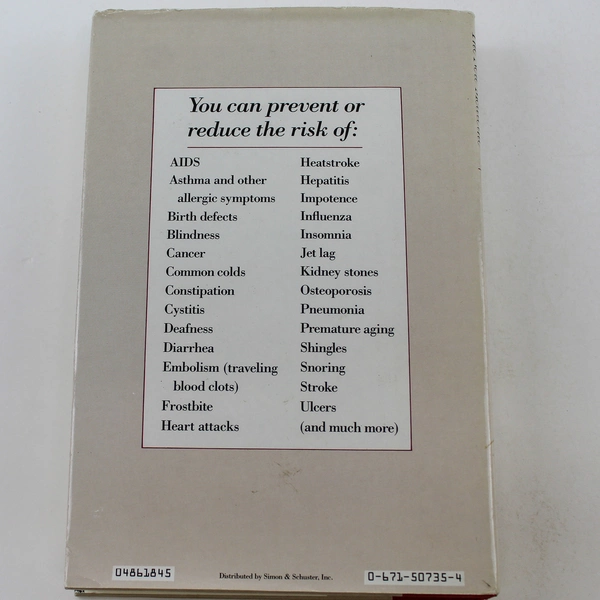 You can prevent or
reduce the risk of:
AIDS
Asthma and other
allergic symptoms
Birth defects
Blindness
Cancer
Common colds
Constipation
Cystitis
Deafness
Diarrhea
Embolism (traveling
blood clots)
Frostbite
Heart attacks
Heatstroke
Hepatitis
Impotence
Influenza
Insomnia
Jet lag
Kidney stones
Osteoporosis
Pneumonia
Premature aging
Shingles
Snoring
Stroke
Ulcers
(and much more)
04861845
Distributed by Simon & Schuster, Inc.
0-671-50735-4